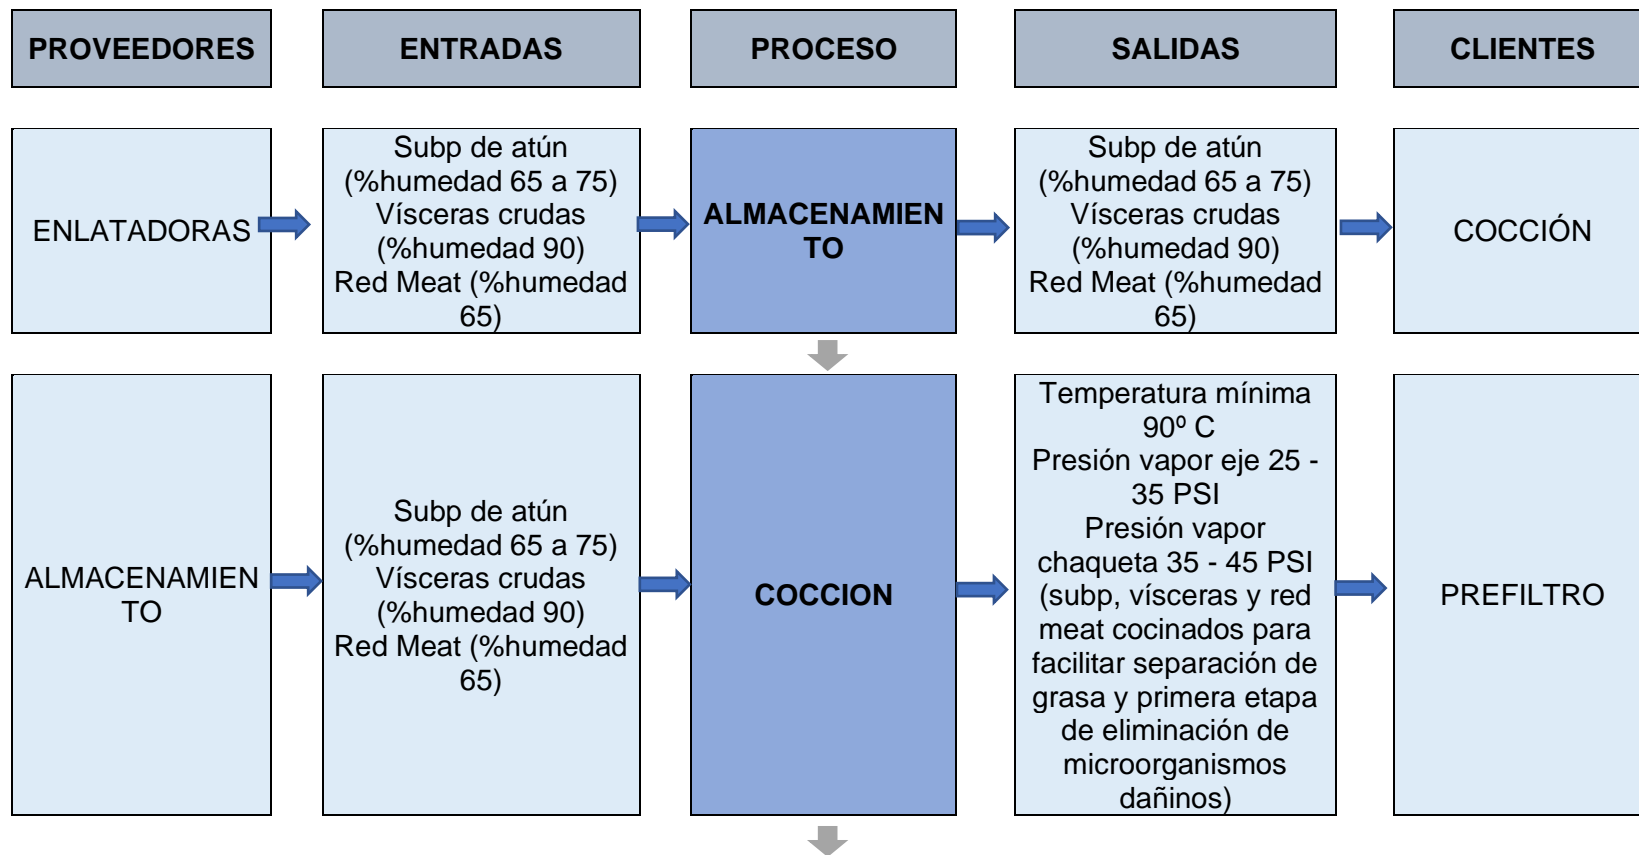 PROVEEDORES
ENTRADAS
PROCESO
SALIDAS
CLIENTES
ENLATADORAS
Subp de atún
(%humedad 65 a 75)
Vísceras crudas
(%humedad 90)
Red Meat (%humedad
65)
ALMACENAMIEN
TO
Subp de atún
(%humedad 65 a 75)
Vísceras crudas
(%humedad 90)
Red Meat (%humedad
65)
COCCIÓN
ALMACENAMIEN
TO
Subp de atún
(%humedad 65 a 75)
Vísceras crudas
(%humedad 90)
Red Meat (%humedad
65)
COCCION
Temperatura mínima
90º C
Presión vapor eje 25 -
35 PSI
Presión vapor
chaqueta 35 - 45 PSI
(subp, vísceras y red
meat cocinados para
facilitar separación de
grasa y primera etapa
de eliminación de
microorganismos
dañinos)
PREFILTRO